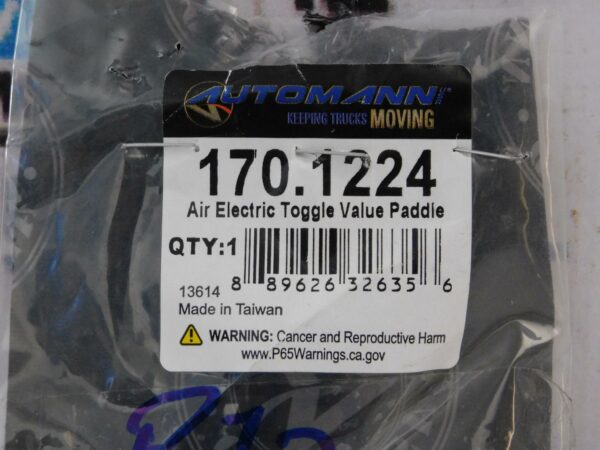 AUTOMANN
KEEPING TRUCKS MOVING
170.1224
Air Electric Toggle Value Paddle
QTY:1
8 89626 32635 6
13614
Made in Taiwan
WARNING: Cancer and Reproductive Harm
www.P65Warnings.ca.gov